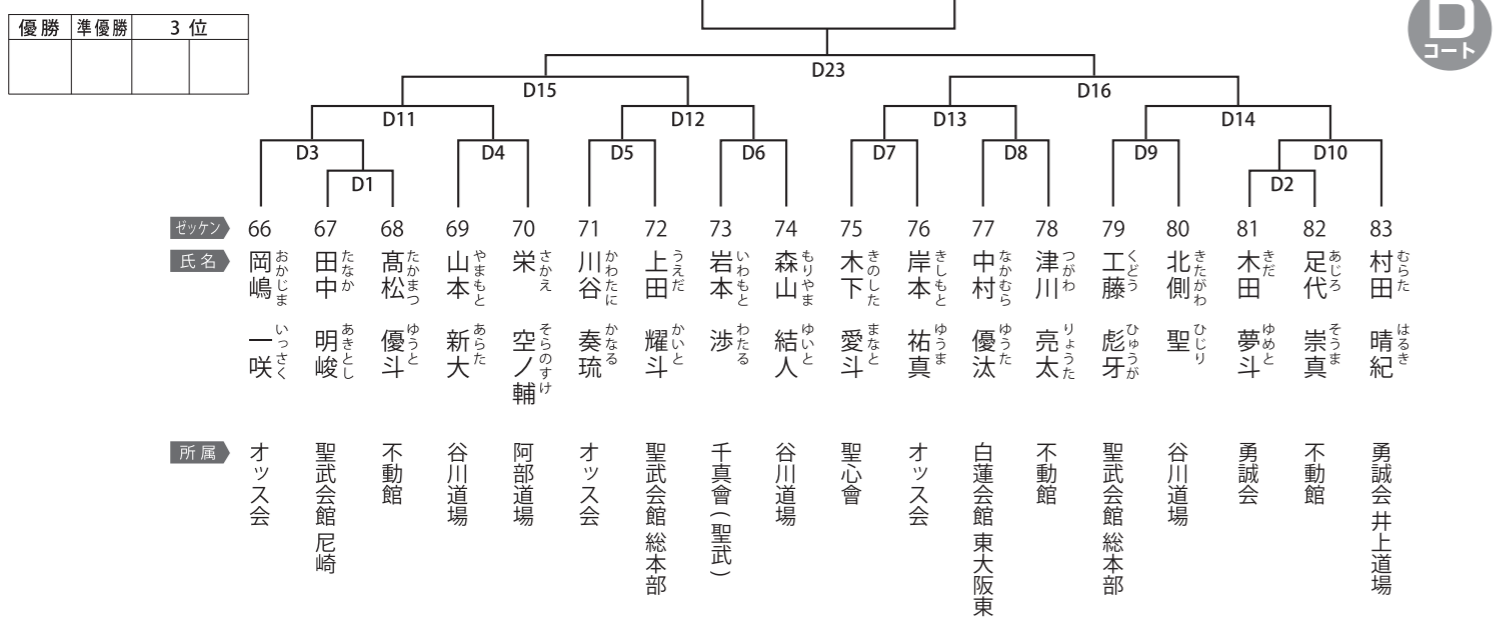 優勝 準優勝 3位
D
コート
D23
D15 D16
D11 D12 D13 D14
D3 D4 D5 D6 D7 D8 D9 D10
D1 D2
ゼッケン 66 67 68 69 70 71 72 73 74 75 76 77 78 79 80 81 82 83
氏名
岡嶋 一咲 おかじま いっさく
田中 明峻 たなか あきとし
髙松 優斗 たかまつ ゆうと
山本 新大 やまもと あらた
栄 空ノ輔 さかえ そらのすけ
川谷 奏琉 かわたに かなる
上田 耀斗 うえだ かいと
岩本 渉 いわもと わたる
森山 結人 もりやま ゆいと
木下 愛斗 きのした まなと
岸本 祐真 きしもと ゆうま
中村 優汰 なかむら ゆうた
津川 亮太 つがわ りょうた
工藤 彪牙 くどう ひゅうが
北側 聖 きたがわ ひじり
木田 夢斗 きだ ゆめと
足代 崇真 あじろ そうま
村田 晴紀 むらた はるき
所属
オッス会
聖武会館 尼崎
不動館
谷川道場
阿部道場
オッス会
聖武会館 総本部
千真會(聖武)
谷川道場
聖心會
オッス会
白蓮会館 東大阪東
不動館
聖武会館 総本部
谷川道場
勇誠会
不動館
勇誠会 井上道場